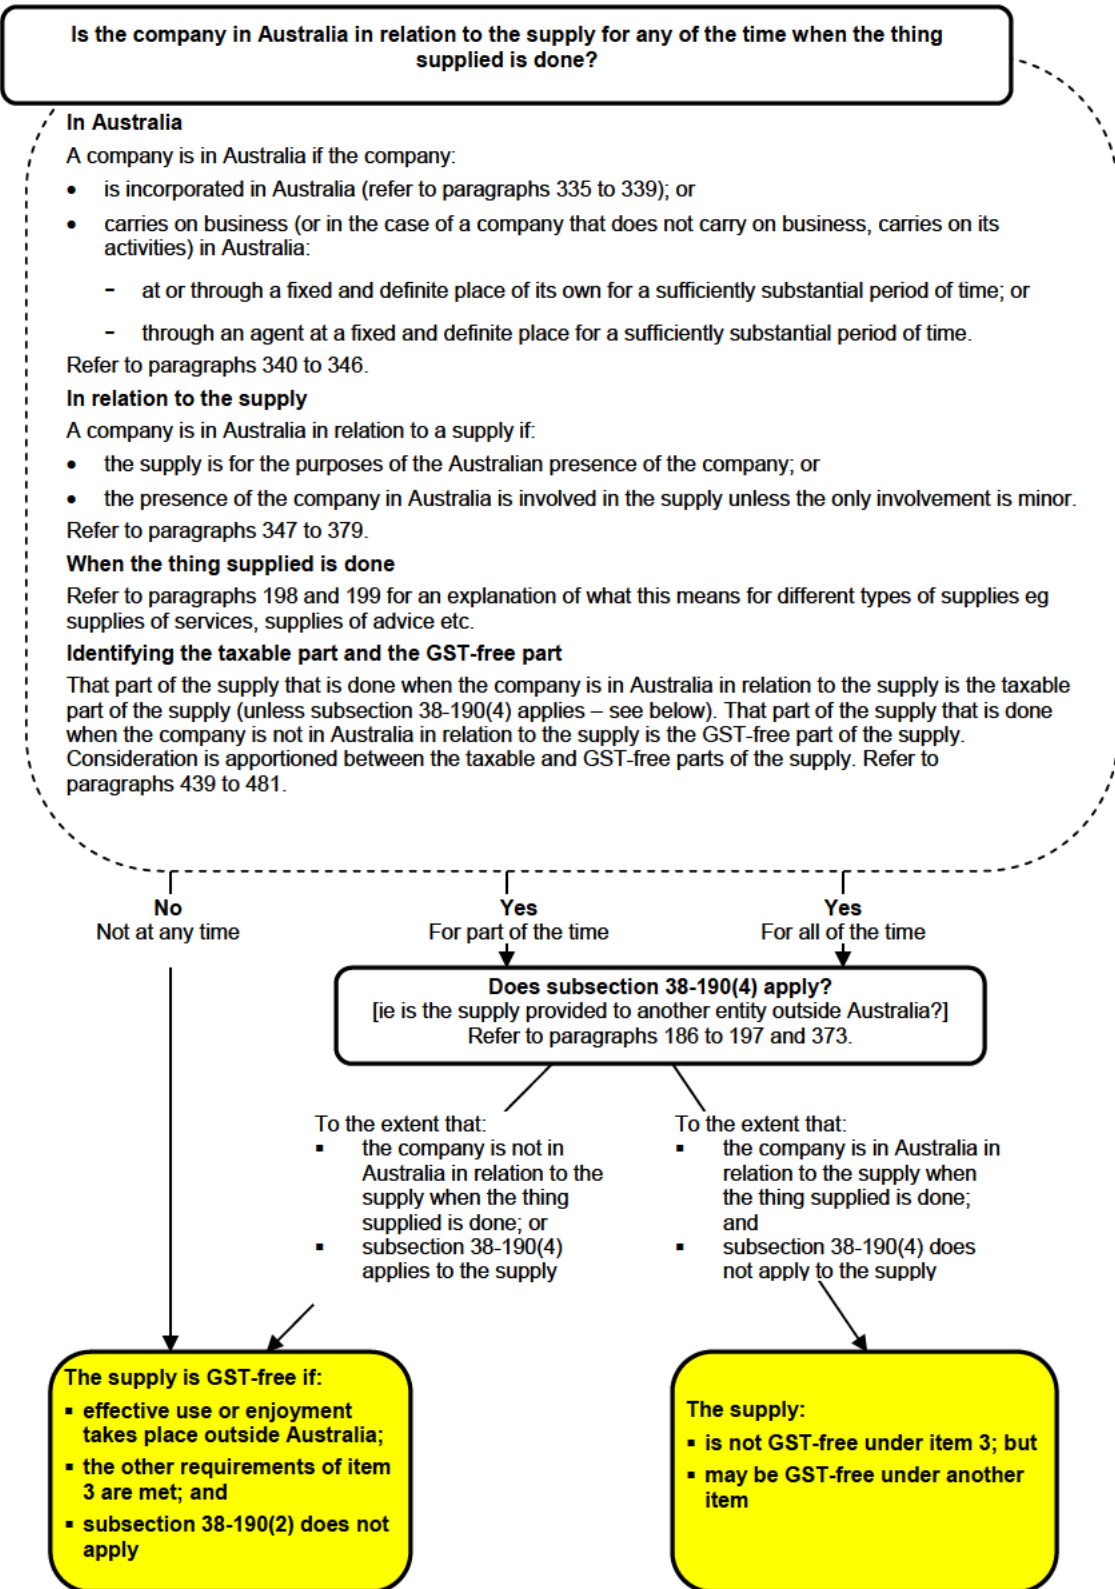 Is the company in Australia in relation to the supply for any of the time when the thing
supplied is done?
In Australia
A company is in Australia if the company:
• is incorporated in Australia (refer to paragraphs 335 to 339); or
• carries on business (or in the case of a company that does not carry on business, carries on its
activities) in Australia:
- at or through a fixed and definite place of its own for a sufficiently substantial period of time; or
- through an agent at a fixed and definite place for a sufficiently substantial period of time.
Refer to paragraphs 340 to 346.
In relation to the supply
A company is in Australia in relation to a supply if:
• the supply is for the purposes of the Australian presence of the company; or
• the presence of the company in Australia is involved in the supply unless the only involvement is minor.
Refer to paragraphs 347 to 379.
When the thing supplied is done
Refer to paragraphs 198 and 199 for an explanation of what this means for different types of supplies eg
supplies of services, supplies of advice etc.
Identifying the taxable part and the GST-free part
That part of the supply that is done when the company is in Australia in relation to the supply is the taxable
part of the supply (unless subsection 38-190(4) applies – see below). That part of the supply that is done
when the company is not in Australia in relation to the supply is the GST-free part of the supply.
Consideration is apportioned between the taxable and GST-free parts of the supply. Refer to
paragraphs 439 to 481.
No
Not at any time
Yes
For part of the time
Yes
For all of the time
Does subsection 38-190(4) apply?
[ie is the supply provided to another entity outside Australia?]
Refer to paragraphs 186 to 197 and 373.
To the extent that:
▪ the company is not in
Australia in relation to the
supply when the thing
supplied is done; or
▪ subsection 38-190(4)
applies to the supply
To the extent that:
▪ the company is in Australia in
relation to the supply when
the thing supplied is done;
and
▪ subsection 38-190(4) does
not apply to the supply
The supply is GST-free if:
▪ effective use or enjoyment
takes place outside Australia;
▪ the other requirements of item
3 are met; and
▪ subsection 38-190(2) does not
apply
The supply:
▪ is not GST-free under item 3; but
▪ may be GST-free under another
item